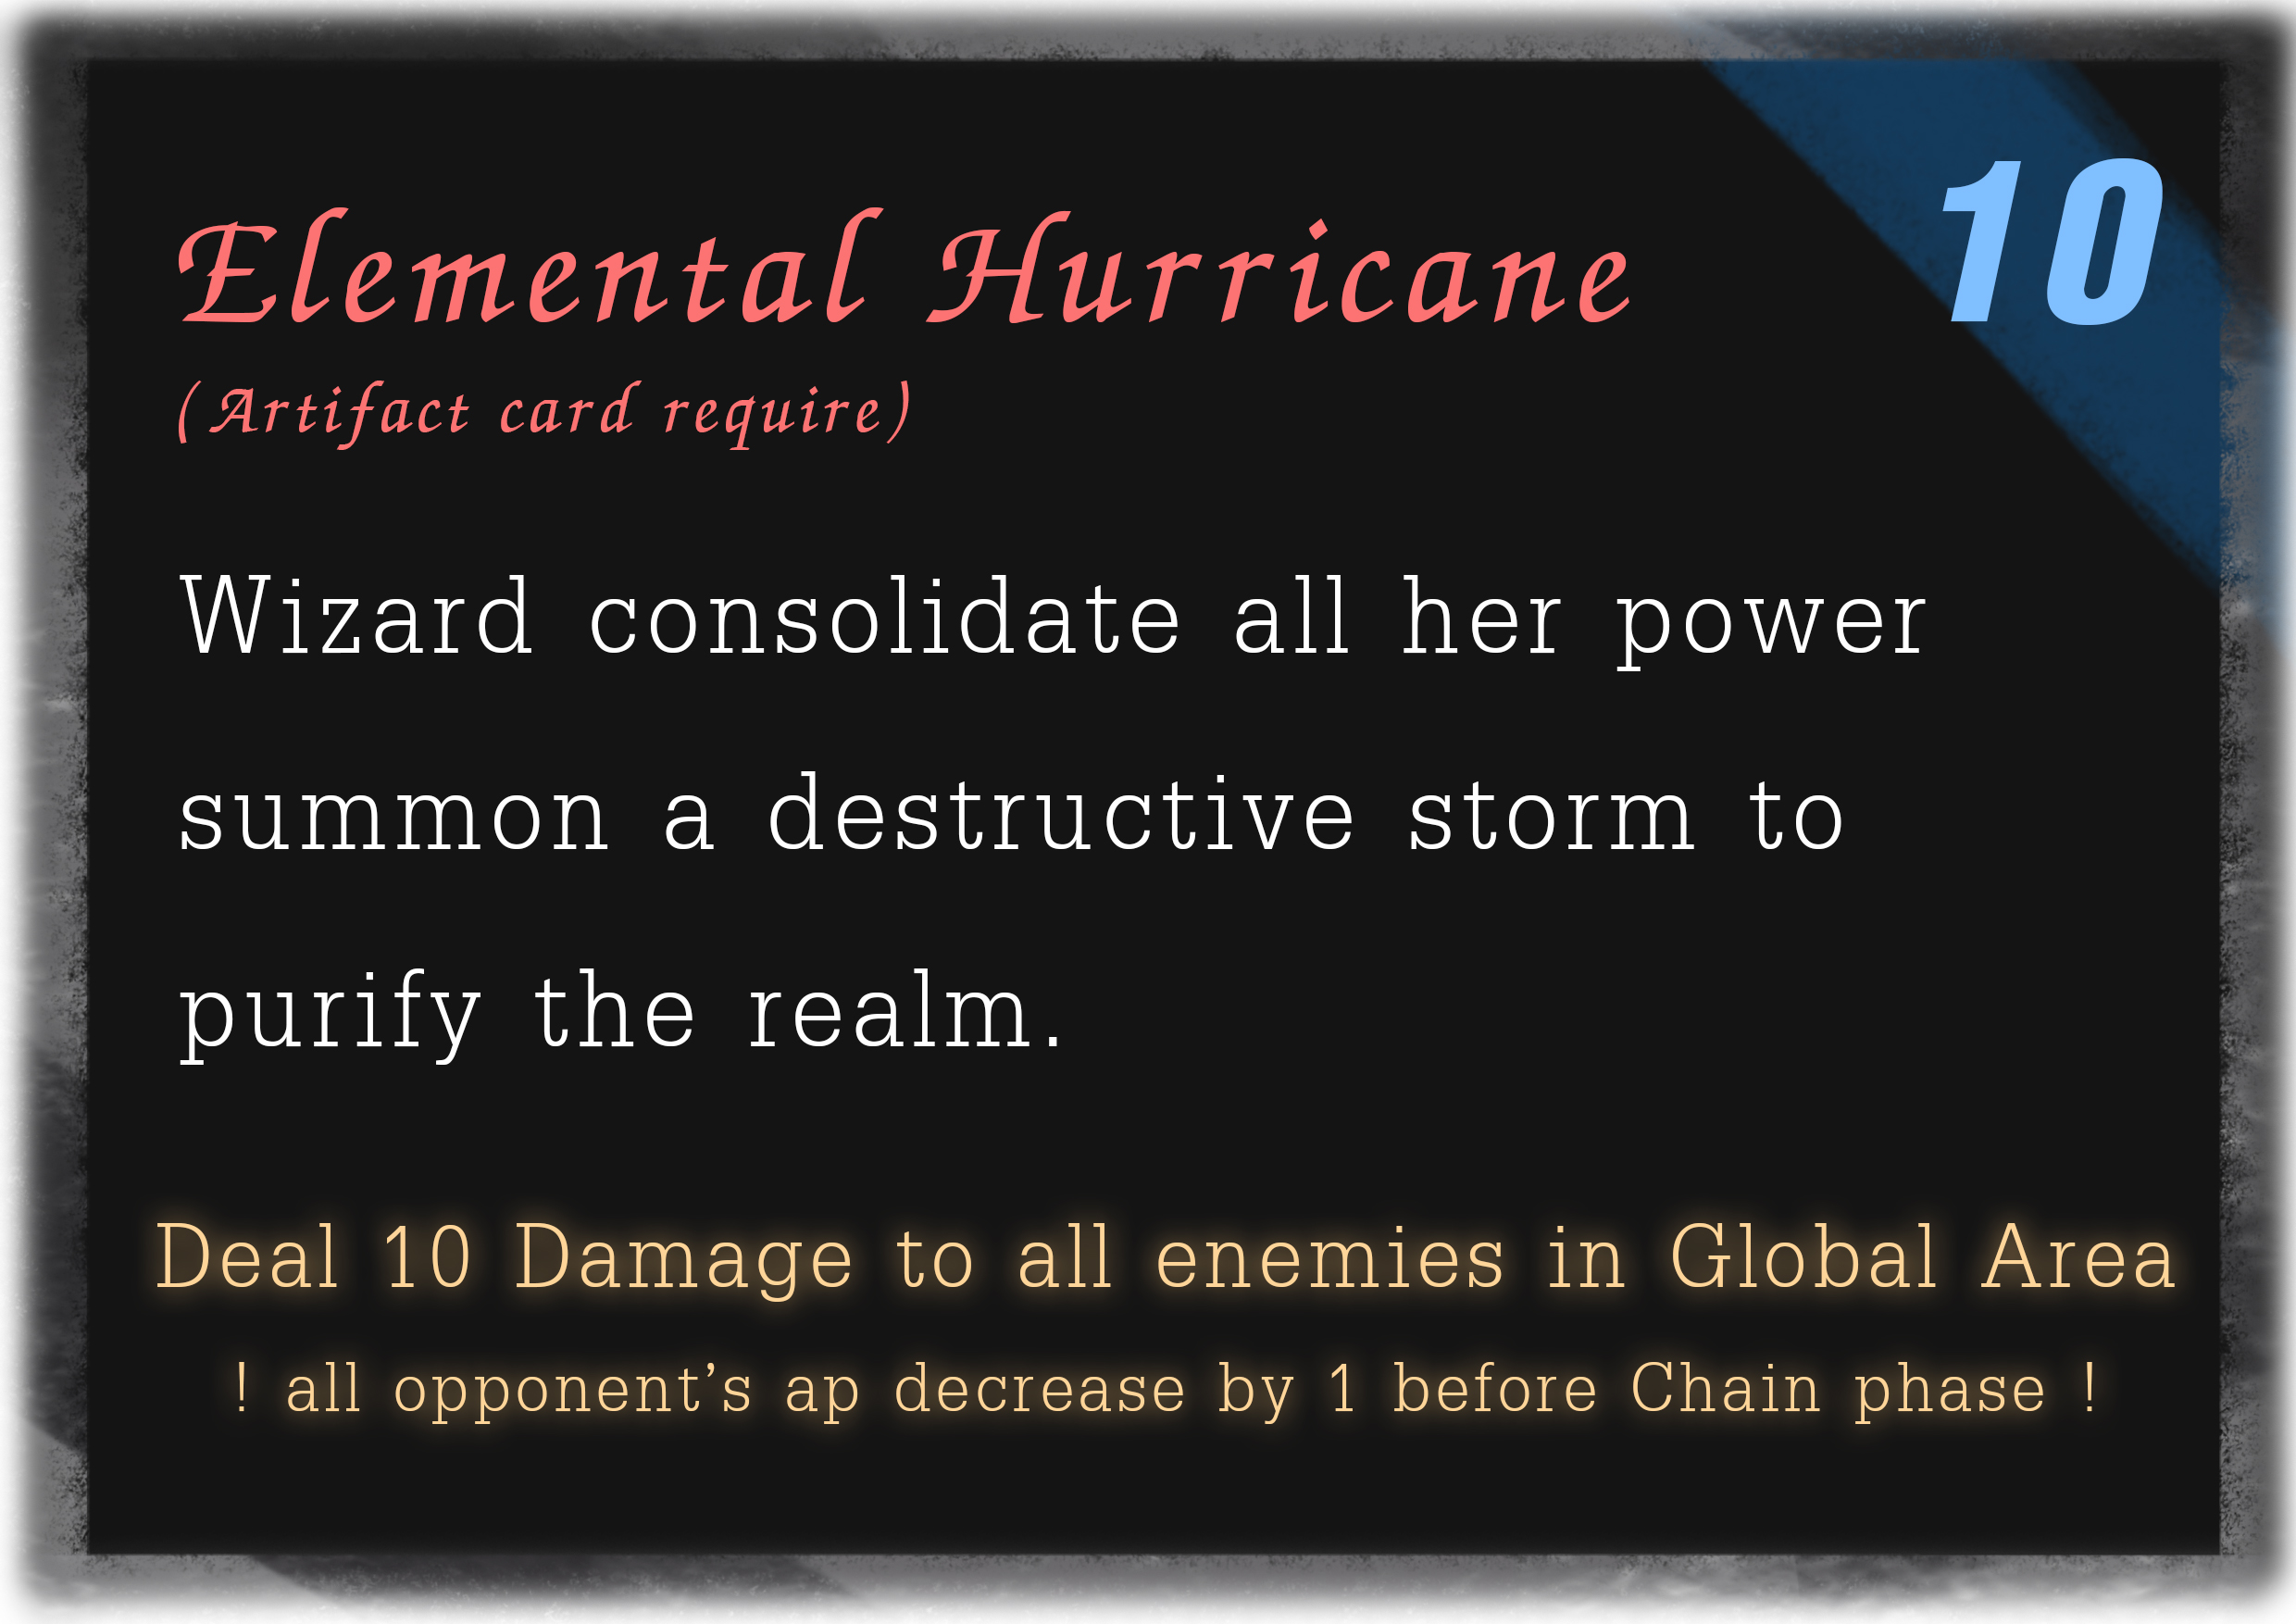 10
Elemental Hurricane
(Artifact card require)
Wizard consolidate all her power
summon a destructive storm to
purify the realm.
Deal 10 Damage to all enemies in Global Area
! all opponent’s ap decrease by 1 before Chain phase !